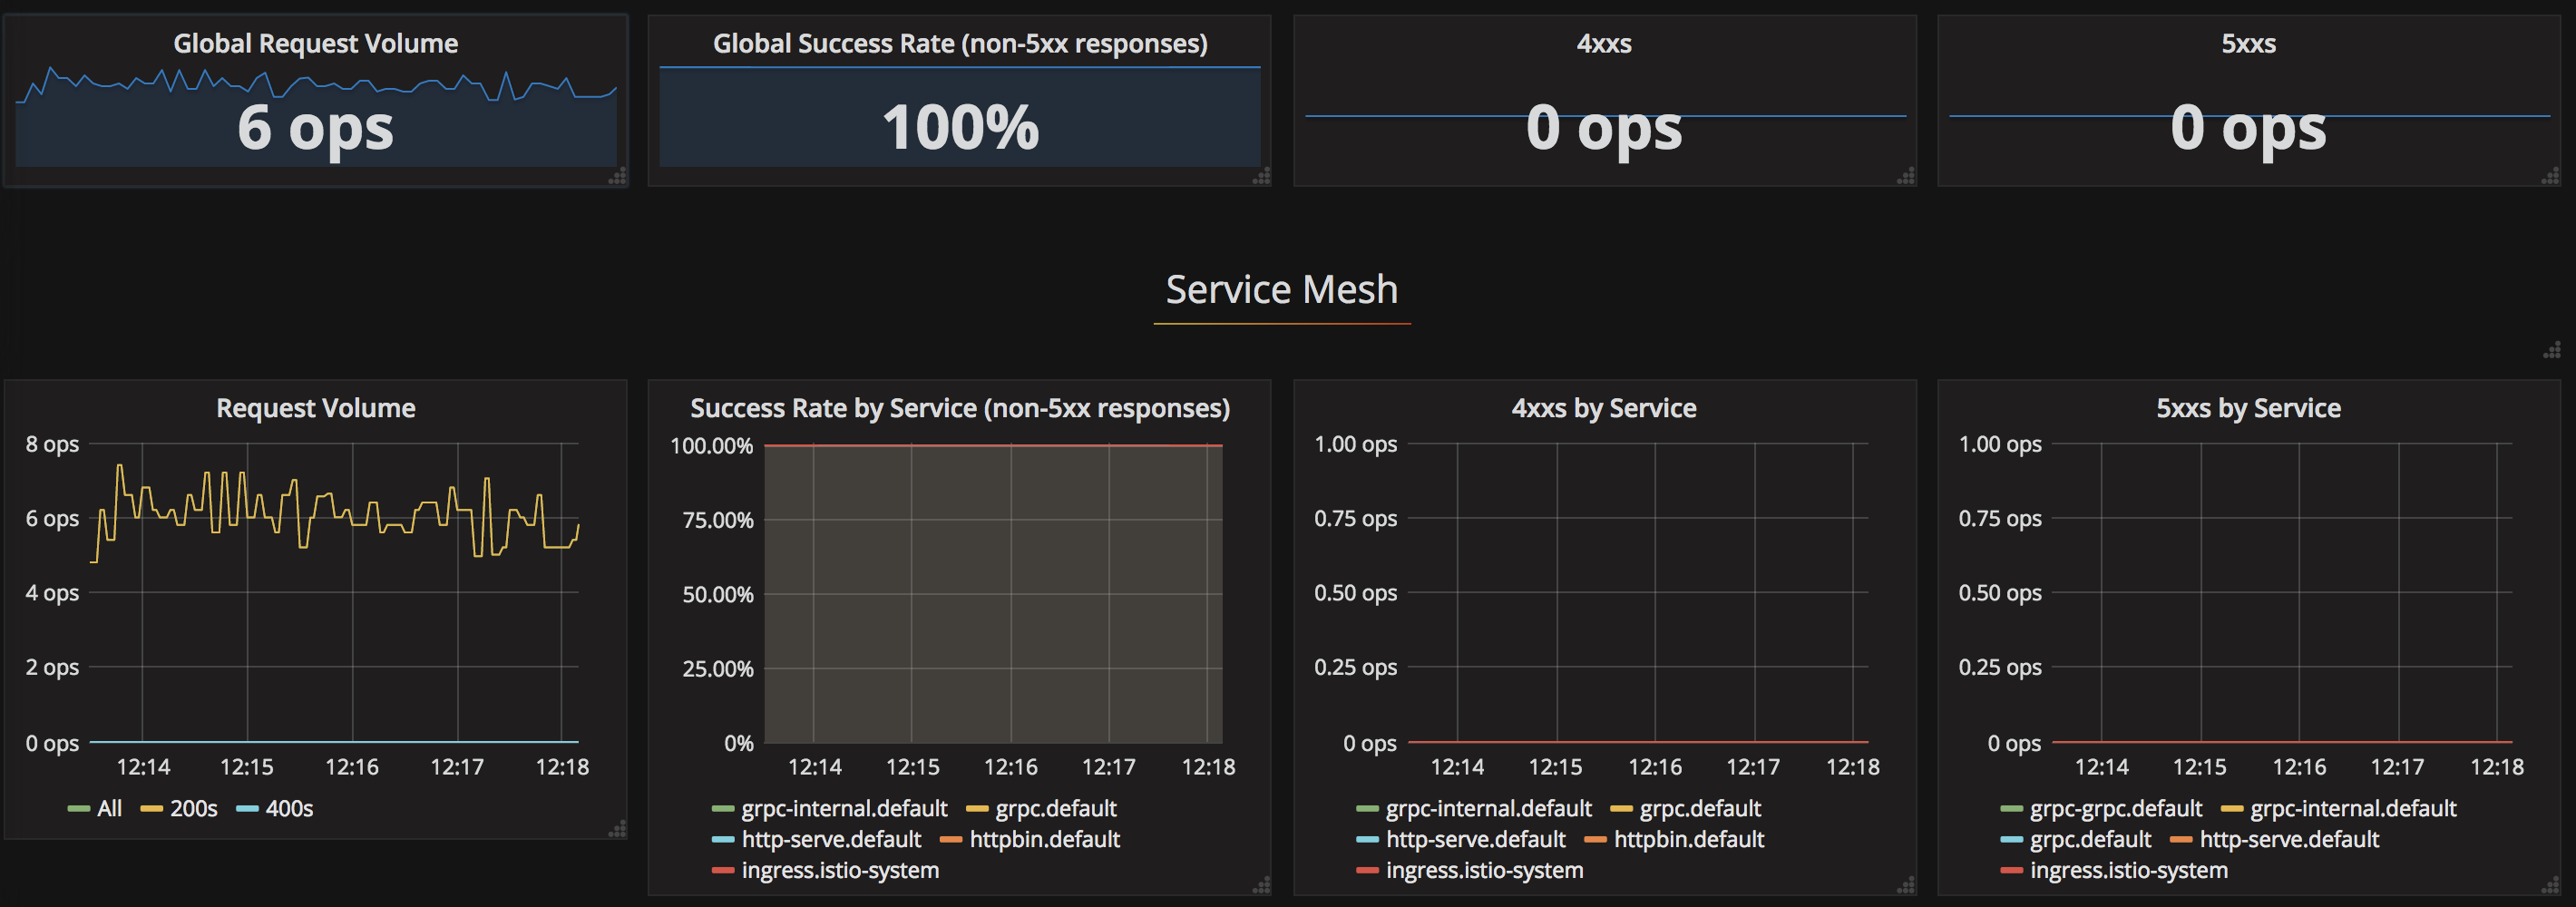 Global Request Volume
6 ops
Global Success Rate (non-5xx responses)
100%
4xxs
0 ops
5xxs
0 ops
Service Mesh
Request Volume
8 ops
6 ops
4 ops
2 ops
0 ops
12:14 12:15 12:16 12:17 12:18
All 200s 400s
Success Rate by Service (non-5xx responses)
100.00%
75.00%
50.00%
25.00%
0%
12:14 12:15 12:16 12:17 12:18
grpc-internal.default grpc.default
http-serve.default httpbin.default
ingress.istio-system
4xxs by Service
1.00 ops
0.75 ops
0.50 ops
0.25 ops
0 ops
12:14 12:15 12:16 12:17 12:18
grpc-internal.default grpc.default
http-serve.default httpbin.default
ingress.istio-system
5xxs by Service
1.00 ops
0.75 ops
0.50 ops
0.25 ops
0 ops
12:14 12:15 12:16 12:17 12:18
grpc-grpc.default grpc-internal.default
grpc.default http-serve.default
ingress.istio-system